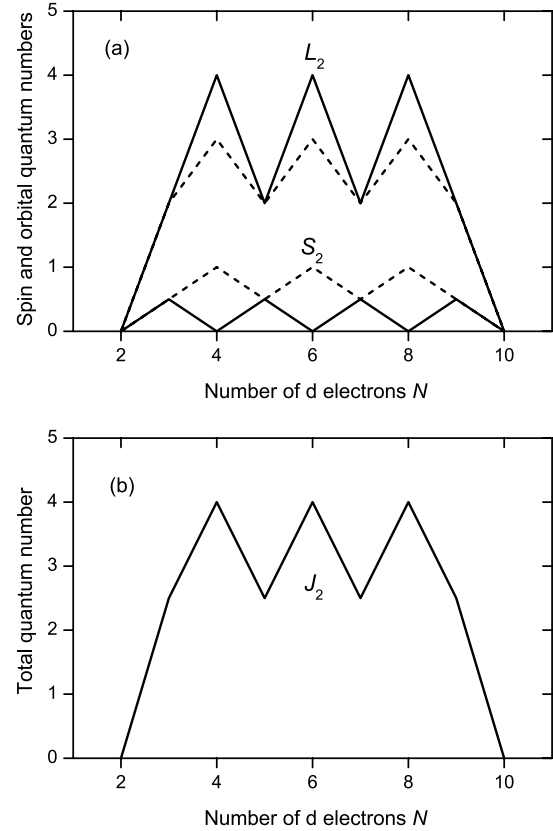 5
(a)
L2
4
3
2
S2
1
0
2 4 6 8 10
Number of d electrons N
Spin and orbital quantum numbers
5
(b)
4
3
J2
2
1
0
2 4 6 8 10
Number of d electrons N
Total quantum number